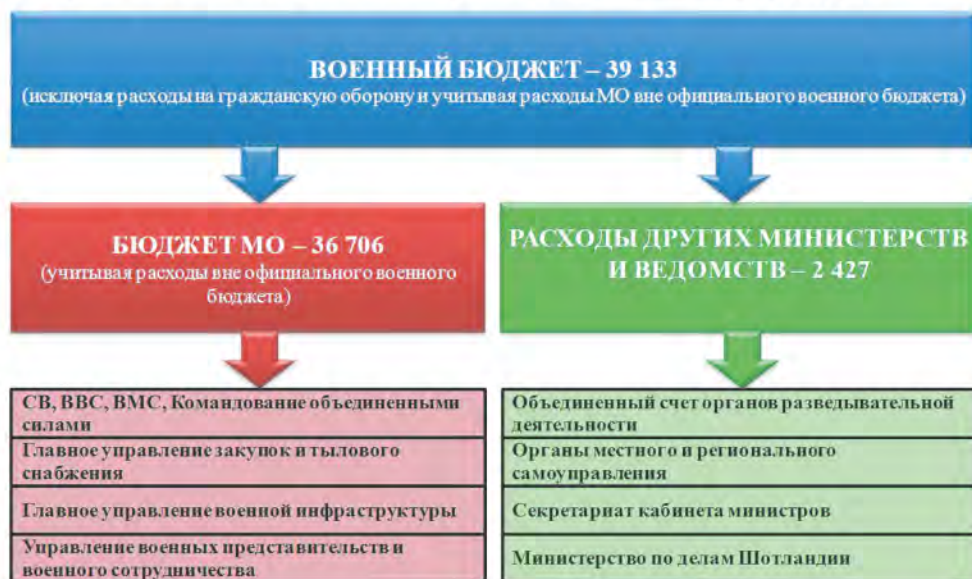 ВОЕННЫЙ БЮДЖЕТ – 39 133
(исключая расходы на гражданскую оборону и учитывая расходы МО вне официального военного бюджета)
БЮДЖЕТ МО – 36 706
(учитывая расходы вне официального военного
бюджета)
РАСХОДЫ ДРУГИХ МИНИСТЕРСТВ
И ВЕДОМСТВ – 2 427
СВ, ВВС, ВМС, Командование объединенными
силами
Главное управление закупок и тылового
снабжения
Главное управление военной инфраструктуры
Управление военных представительств и
военного сотрудничества
Объединенный счет органов разведывательной
деятельности
Органы местного и регионального
самоуправления
Секретариат кабинета министров
Министерство по делам Шотландии